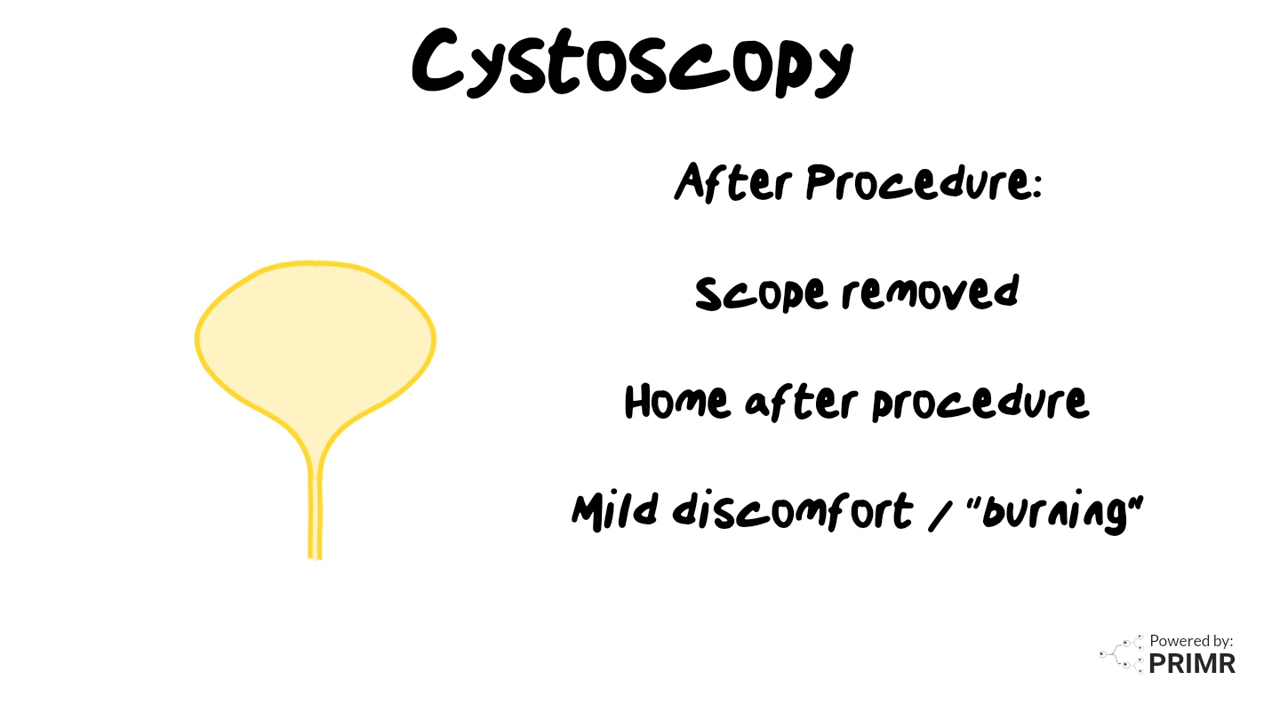 Cystoscopy
After Procedure:
Scope removed
Home after procedure
Mild discomfort / "burning"
Powered by:
PRIMR